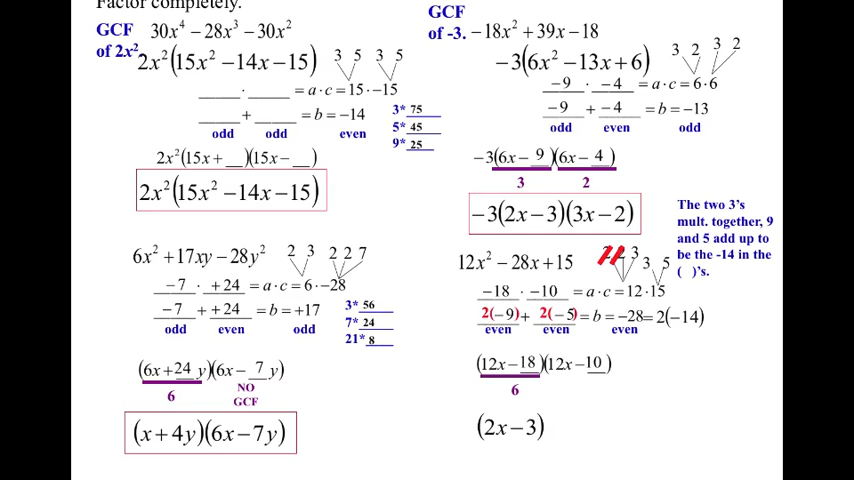 Factor completely.
GCF of 2x².
30x⁴ − 28x³ − 30x²
2x²(15x² − 14x − 15) 3 5 3 5
_____ · _____ = a · c = 15 · −15
_____ + _____ = b = −14
odd odd even
3* 75
5* 45
9* 25
2x²(15x + __)(15x − __)
2x²(15x² − 14x − 15)
GCF of -3.
−18x² + 39x − 18
−3(6x² − 13x + 6) 3 2 3 2
−9 · −4 = a · c = 6 · 6
−9 + −4 = b = −13
odd even odd
−3(6x − 9)(6x − 4)
3 2
−3(2x − 3)(3x − 2)
6x² + 17xy − 28y² 2 3 2 2 7
−7 · +24 = a · c = 6 · −28
−7 + +24 = b = +17
odd even odd
3* 56
7* 24
21* 8
(6x + 24 y)(6x − 7 y)
6 NO GCF
(x + 4y)(6x − 7y)
12x² − 28x + 15 2 2 3 3 5
−18 · −10 = a · c = 12 · 15
2(−9) + 2(−5) = b = −28 = 2(−14)
even even even
(12x − 18)(12x − 10)
6
(2x − 3)
The two 3's
mult. together, 9
and 5 add up to
be the -14 in the
( )'s.